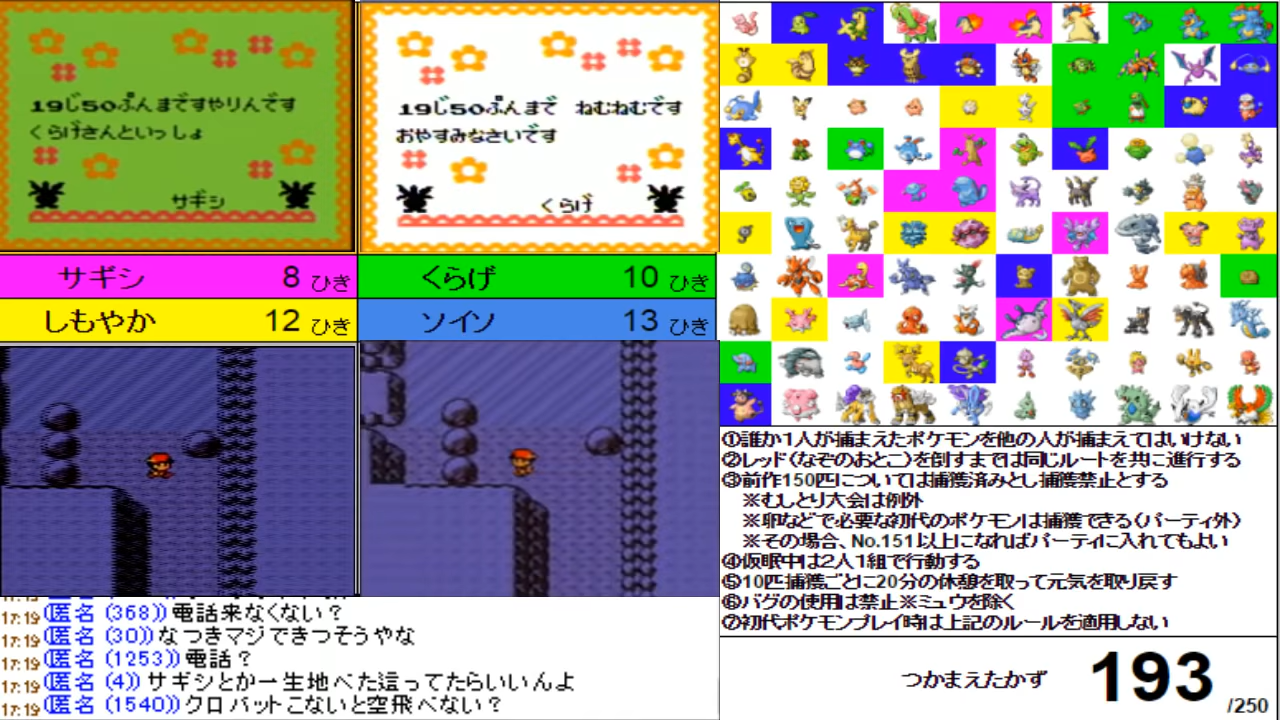 19じ50ぷんまですやりんです
くらげさんといっしょ
サギシ
19じ50ぷんまで ねむねむです
おやすみなさいです
くらげ
サギシ 8 ひき
くらげ 10 ひき
しもやか 12 ひき
ソイソ 13 ひき
17:19 (匿名 (368)) 電話来なくない？
17:19 (匿名 (30)) なつきマジできつそうやな
17:19 (匿名 (1253)) 電話？
17:19 (匿名 (4)) サギシとか一生地べた這ってたらいいんよ
17:19 (匿名 (1540)) クロバットこないと空飛べない？
①誰か1人が捕まえたポケモンを他の人が捕まえてはいけない
②レッド(なぞのおとこ)を倒すまでは同じルートを共に進行する
③前作150匹については捕獲済みとし捕獲禁止とする
※むしとり大会は例外
※卵などで必要な初代のポケモンは捕獲できる(パーティ外)
※その場合、No.151以上になればパーティに入れてもよい
④仮眠中は2人1組で行動する
⑤10匹捕獲ごとに20分の休憩を取って元気を取り戻す
⑥バグの使用は禁止※ミュウを除く
⑦初代ポケモンプレイ時は上記のルールを適用しない
つかまえたかず 193 /250